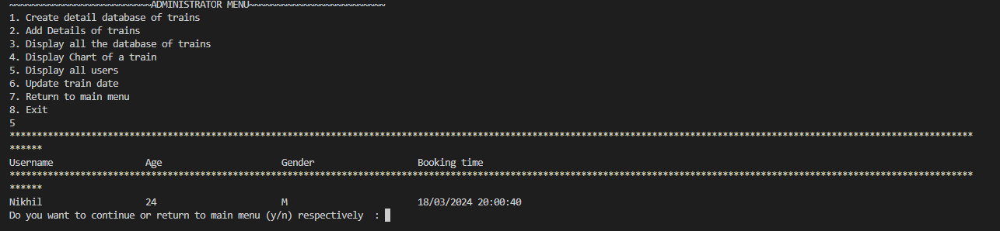 ~~~~~~~~~~~~~~~~~~~~~~~~~~ADMINISTRATOR MENU~~~~~~~~~~~~~~~~~~~~~~~~~
1. Create detail database of trains
2. Add Details of trains
3. Display all the database of trains
4. Display Chart of a train
5. Display all users
6. Update train date
7. Return to main menu
8. Exit
5
*********************************************************************************************************************************************************************************
******
Username                 Age                      Gender                   Booking time
*********************************************************************************************************************************************************************************
******
Nikhil                   24                       M                        18/03/2024 20:00:40
Do you want to continue or return to main menu (y/n) respectively  :